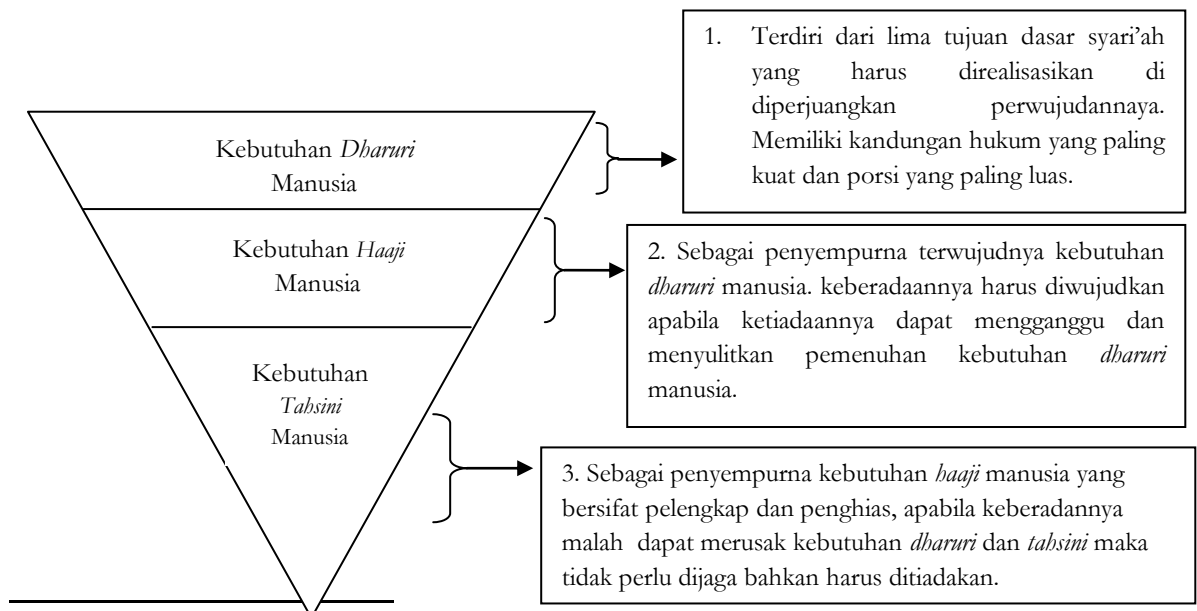 Kebutuhan Dharuri
Manusia
1. Terdiri dari lima tujuan dasar syari'ah
yang harus direalisasikan di
diperjuangkan perwujudannaya.
Memiliki kandungan hukum yang paling
kuat dan porsi yang paling luas.
Kebutuhan Haaji
Manusia
2. Sebagai penyempurna terwujudnya kebutuhan
dharuri manusia. keberadaannya harus diwujudkan
apabila ketiadaannya dapat mengganggu dan
menyulitkan pemenuhan kebutuhan dharuri
manusia.
Kebutuhan
Tahsini
Manusia
3. Sebagai penyempurna kebutuhan haaji manusia yang
bersifat pelengkap dan penghias, apabila keberadannya
malah dapat merusak kebutuhan dharuri dan tahsini maka
tidak perlu dijaga bahkan harus ditiadakan.